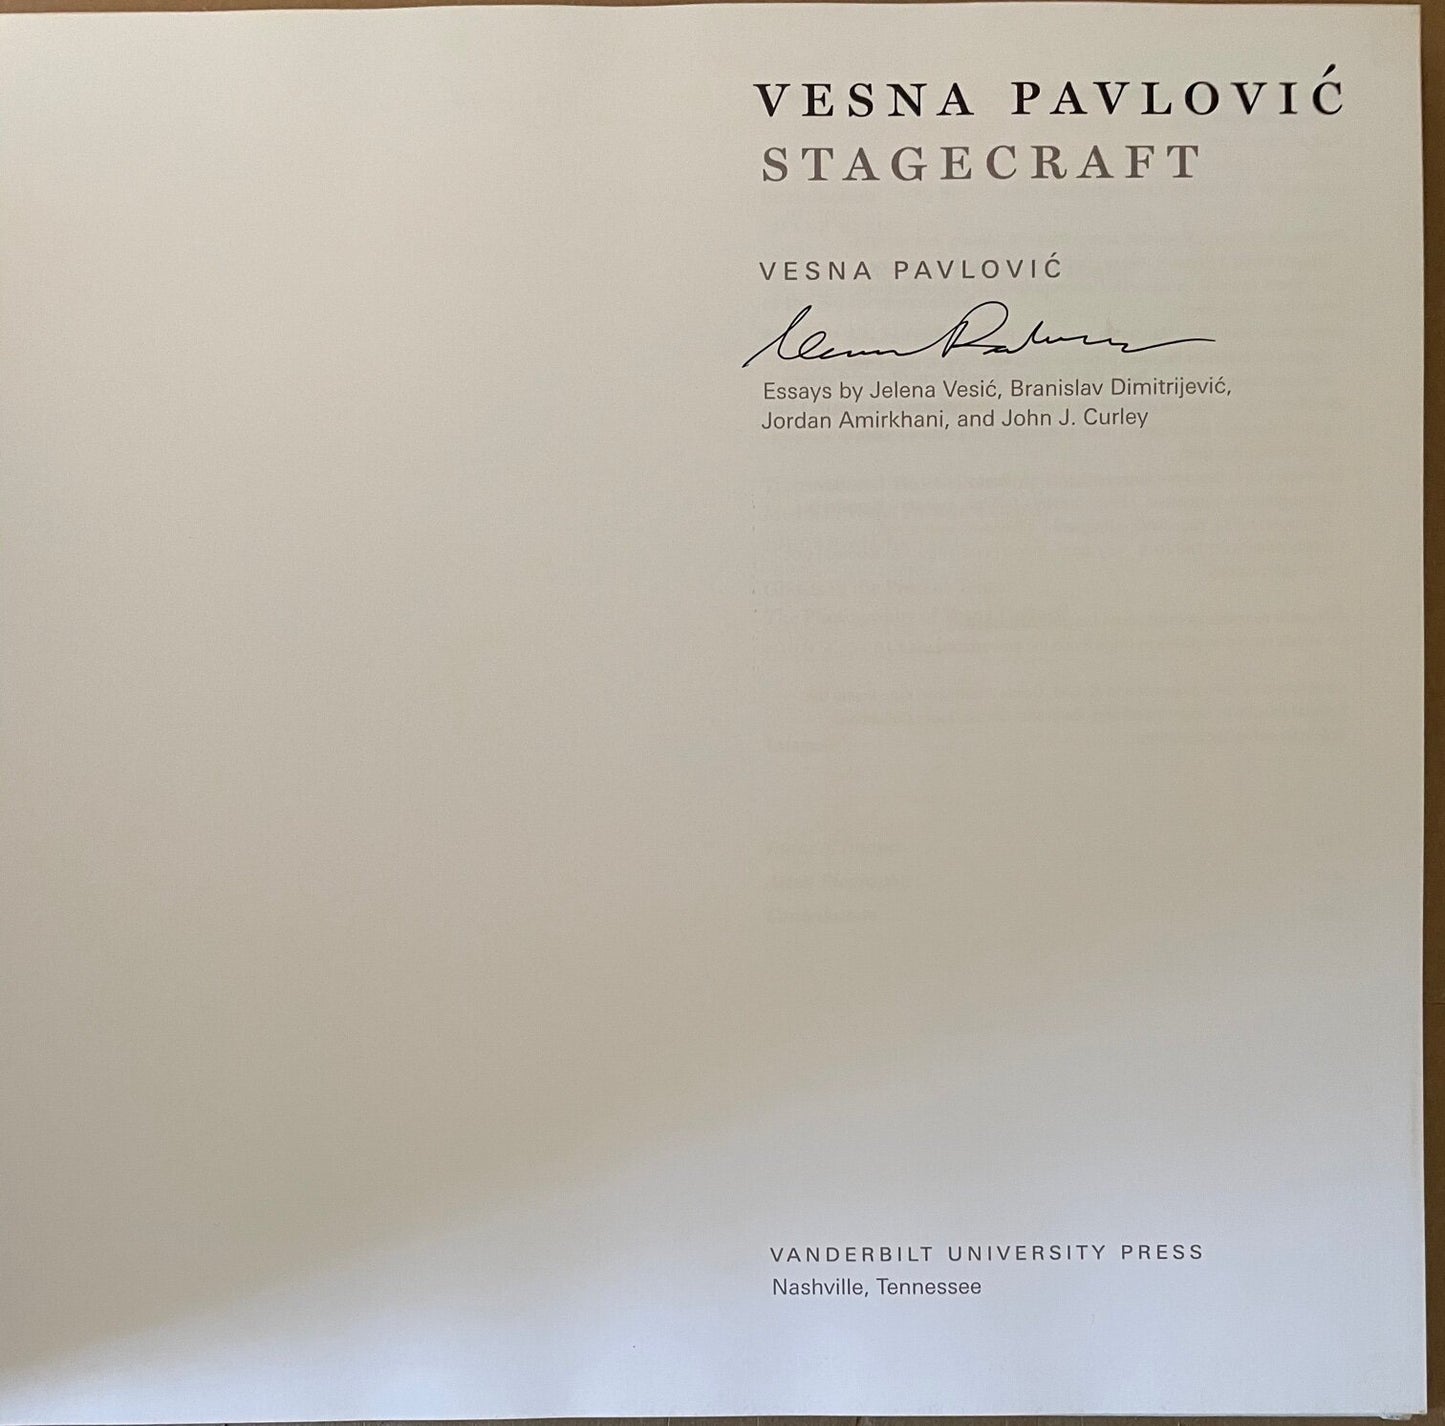 VESNA PAVLOVIĆ
STAGECRAFT
VESNA PAVLOVIĆ
Essays by Jelena Vesić, Branislav Dimitrijević,
Jordan Amirkhani, and John J. Curley
VANDERBILT UNIVERSITY PRESS
Nashville, Tennessee